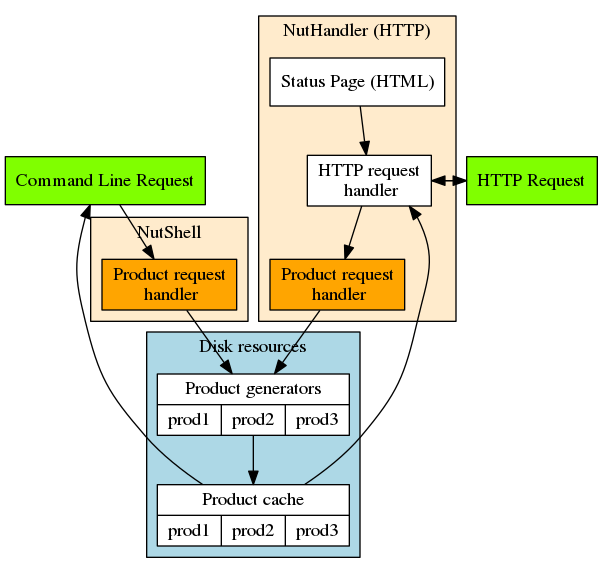 NutHandler (HTTP)
Status Page (HTML)
HTTP request
handler
HTTP Request
Command Line Request
NutShell
Product request
handler
Product request
handler
Disk resources
Product generators
prod1 prod2 prod3
Product cache
prod1 prod2 prod3